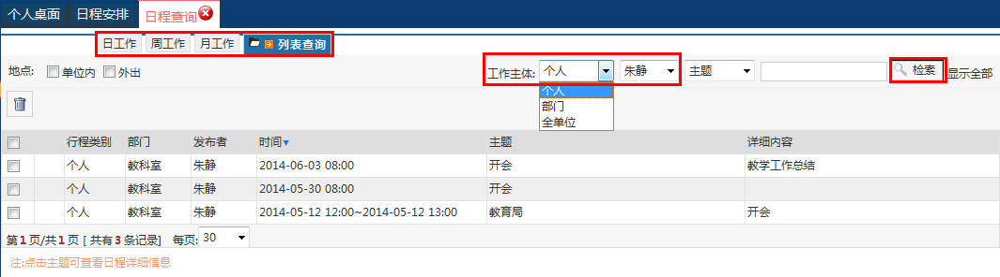 个人桌面 日程安排 日程查询
日工作 周工作 月工作 列表查询
地点: 单位内 外出 工作主体: 个人 朱静 主题 检索 显示全部
个人
部门
全单位
行程类别 部门 发布者 时间 主题 详细内容
个人 教科室 朱静 2014-06-03 08:00 开会 教学工作总结
个人 教科室 朱静 2014-05-30 08:00 开会
个人 教科室 朱静 2014-05-12 12:00~2014-05-12 13:00 教育局 开会
第1页/共1页 [ 共有3条记录] 每页: 30
注:点击主题可查看日程详细信息